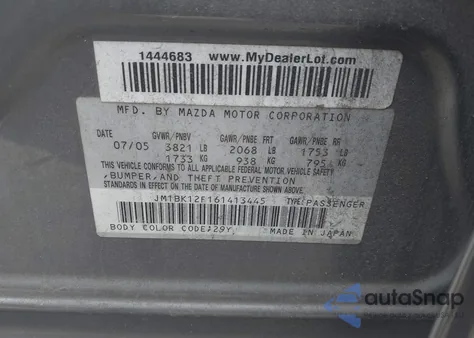 1444683 www.MyDealerLot.com
MFD. BY MAZDA MOTOR CORPORATION
DATE GVWR/PNBV GAWR/PNBE FRT GAWR/PNBE RR
07/05 3821 LB 2068 LB 1753 LB
1733 KG 938 KG 795 KG
THIS VEHICLE CONFORMS TO ALL APPLICABLE FEDERAL MOTOR VEHICLE SAFETY
,BUMPER,AND THEFT PREVENTION
STANDARDS IN EFFECT ON THE DATE OF MANUFACTURE SHOWN ABOVE.
JM1BK12F161413445 TYPE:PASSENGER
BODY COLOR CODE:29Y MADE IN JAPAN
autoSnap